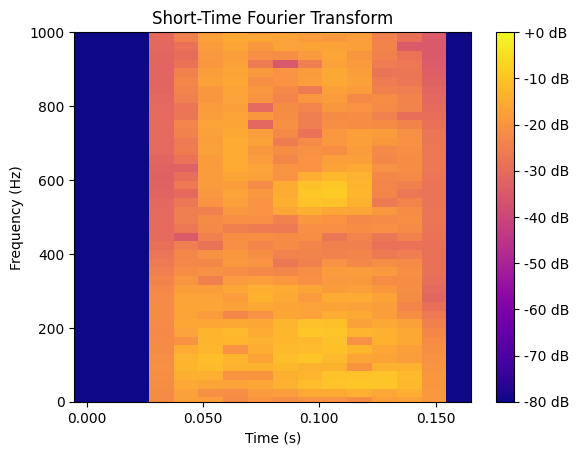 Short-Time Fourier Transform
1000
800
600
400
200
0
Frequency (Hz)
0.000
0.050
0.100
0.150
Time (s)
+0 dB
-10 dB
-20 dB
-30 dB
-40 dB
-50 dB
-60 dB
-70 dB
-80 dB